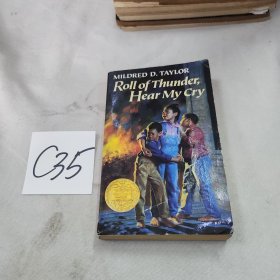 MILDRED D. TAYLOR
Roll of Thunder,
Hear My Cry
C35